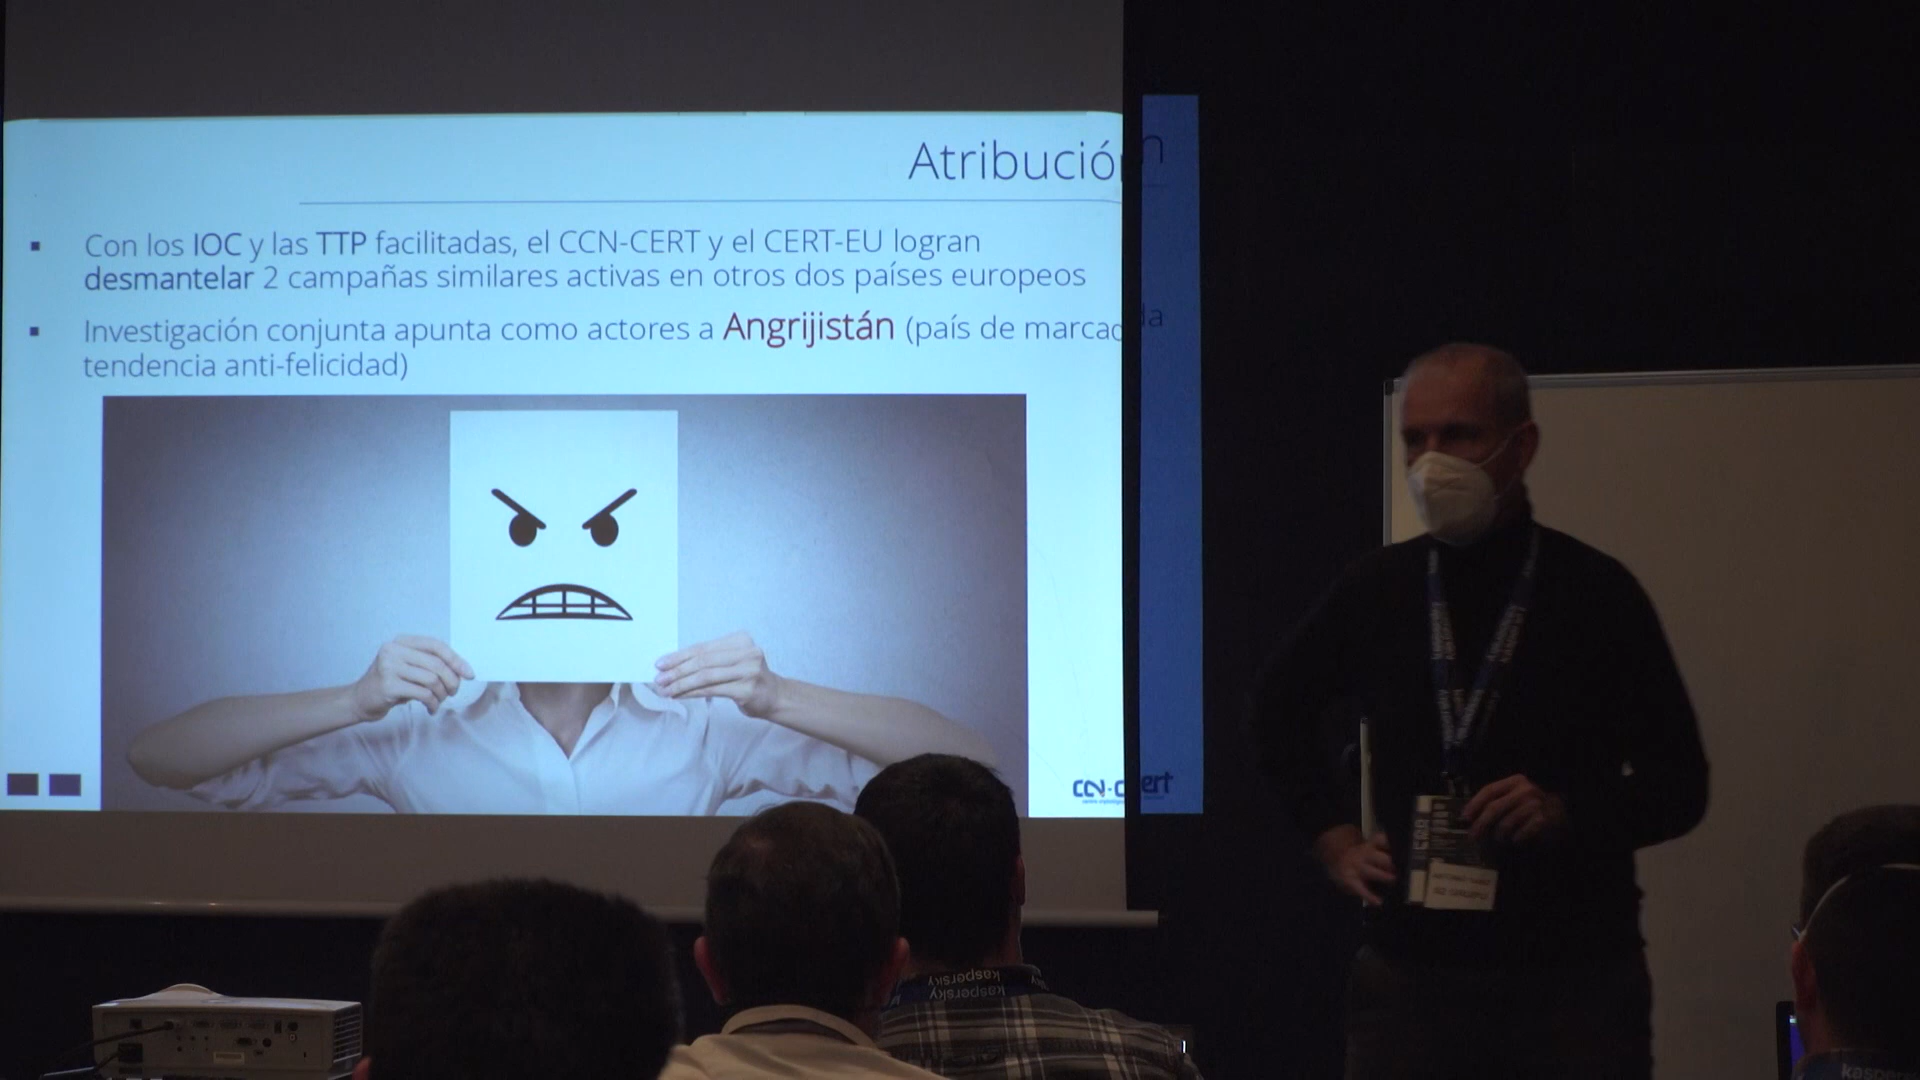 Atribución
▪ Con los IOC y las TTP facilitadas, el CCN-CERT y el CERT-EU logran
desmantelar 2 campañas similares activas en otros dos países europeos
▪ Investigación conjunta apunta como actores a Angrijistán (país de marcada
tendencia anti-felicidad)
ccn-cert
kaspersky
kaspersky